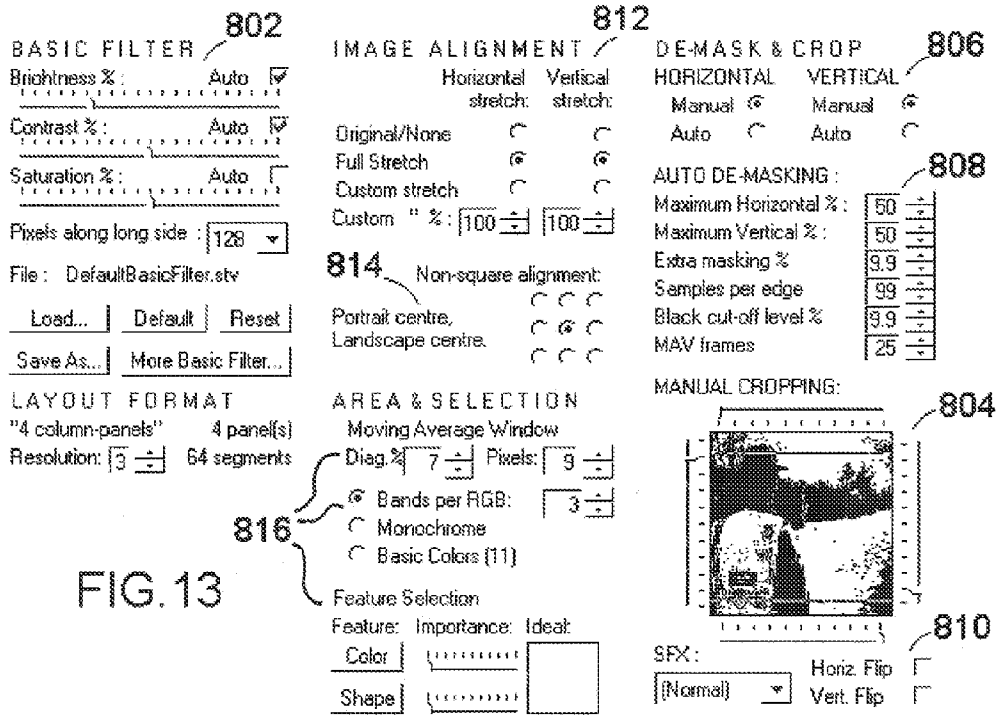 802
BASIC FILTER
Brightness % : Auto
Contrast % : Auto
Saturation % : Auto
Pixels along long side : 128
File : DefaultBasicFilter.stv
Load... Default Reset
Save As... More Basic Filter...
LAYOUT FORMAT
"4 column-panels" 4 panel(s)
Resolution: 3 64 segments
FIG. 13
812
IMAGE ALIGNMENT
Horizontal stretch: Vertical stretch:
Original/None
Full Stretch
Custom stretch
Custom " % : 100 100
814
Non-square alignment:
Portrait centre,
Landscape centre.
AREA & SELECTION
Moving Average Window
Diag.% 7 Pixels: 9
Bands per RGB: 3
816
Monochrome
Basic Colors (11)
Feature Selection
Feature: Importance: Ideal:
Color
Shape
806
DE-MASK & CROP
HORIZONTAL VERTICAL
Manual Manual
Auto Auto
808
AUTO DE-MASKING :
Maximum Horizontal % : 50
Maximum Vertical % : 50
Extra masking % 9.9
Samples per edge 99
Black cut-off level % 9.9
MAV frames 25
MANUAL CROPPING:
804
810
SFX :
(Normal)
Horiz. Flip
Vert. Flip